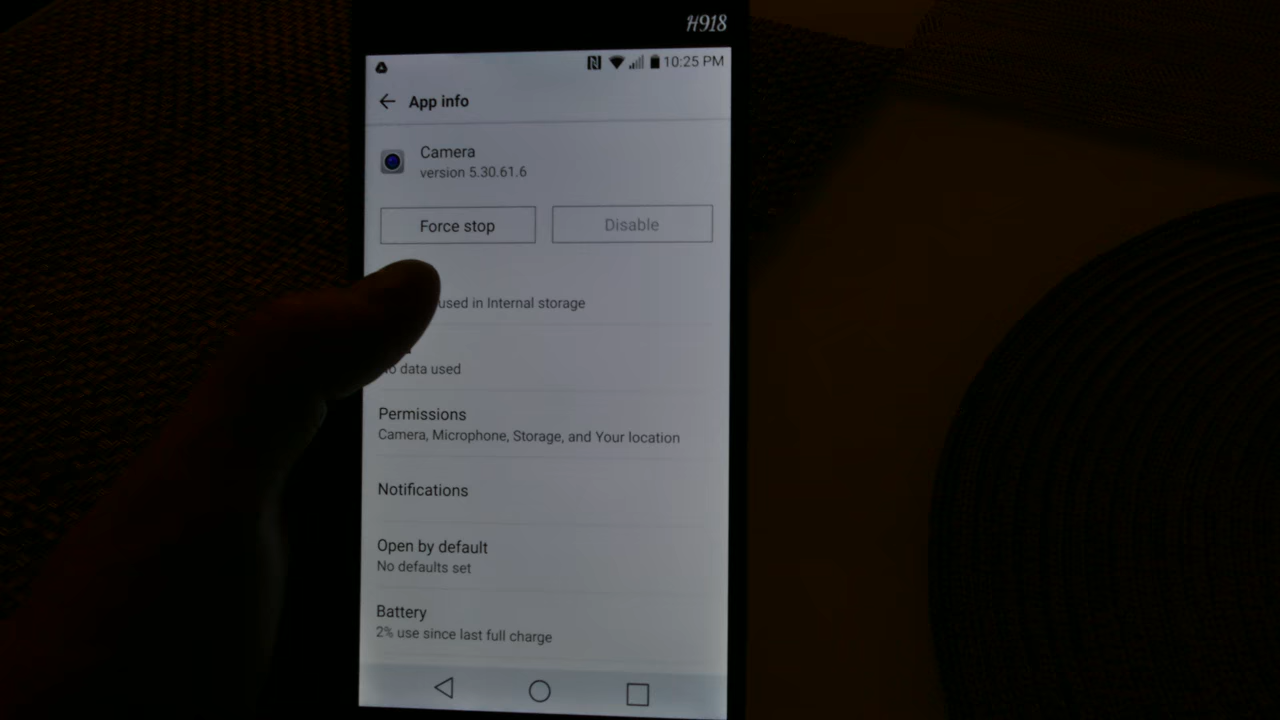 H918
10:25 PM
App info
Camera
version 5.30.61.6
Force stop
Disable
used in Internal storage
data used
Permissions
Camera, Microphone, Storage, and Your location
Notifications
Open by default
No defaults set
Battery
2% use since last full charge